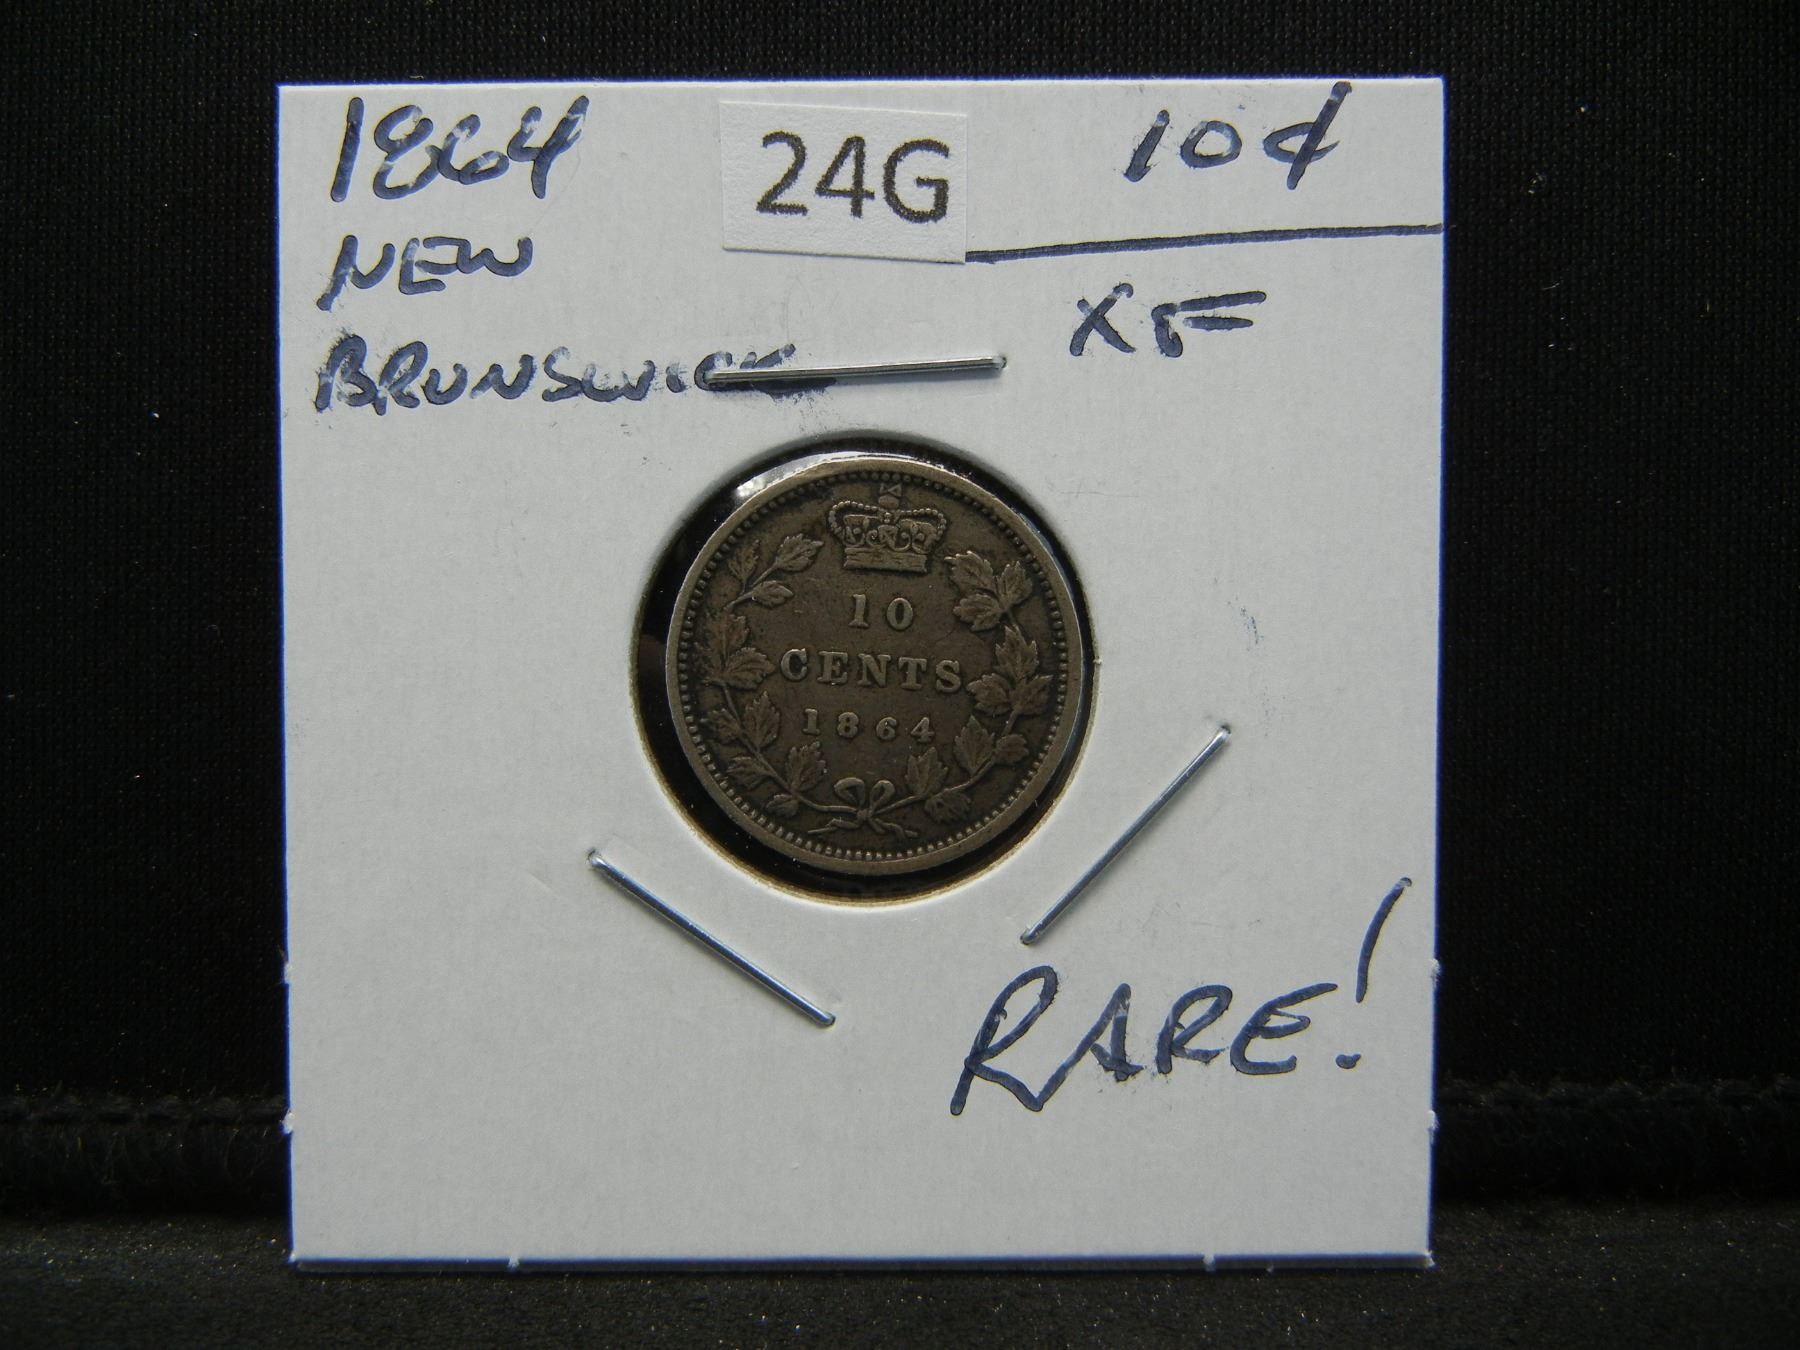 1864
NEW
BRUNSWICK
24G
10¢
XF
10
CENTS
1864
RARE!